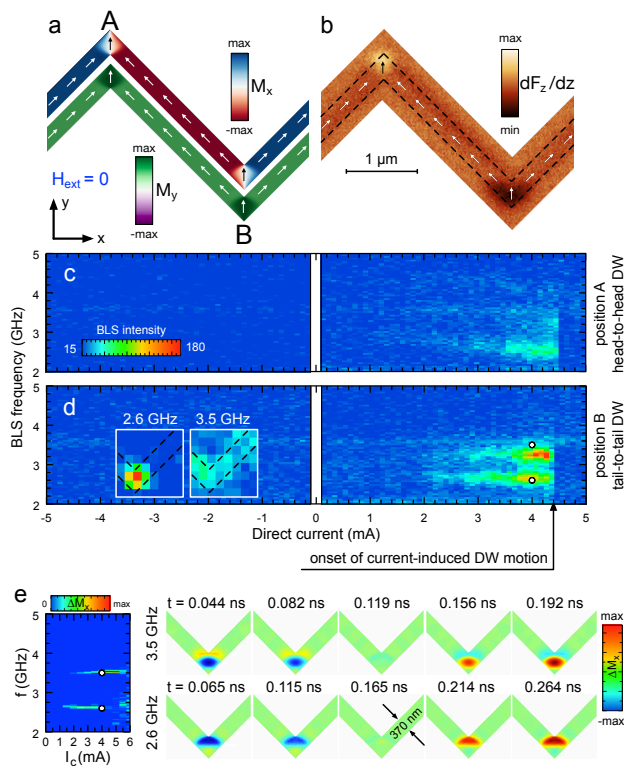 a
A
max
M_x
-max
max
M_y
-max
H_ext = 0
y
x
B
b
max
dF_z/dz
min
1 μm
BLS frequency (GHz)
5
4
3
2
c
BLS intensity
15
180
position A
head-to-head DW
5
4
3
2
d
2.6 GHz
3.5 GHz
position B
tail-to-tail DW
-5
-4
-3
-2
-1
0
1
2
3
4
5
Direct current (mA)
onset of current-induced DW motion
e
0
ΔM_x
max
f (GHz)
5
4
3
2
0
2
4
6
I_c(mA)
3.5 GHz
t = 0.044 ns
0.082 ns
0.119 ns
0.156 ns
0.192 ns
2.6 GHz
t = 0.065 ns
0.115 ns
0.165 ns
0.214 ns
0.264 ns
370 nm
max
ΔM_x
-max